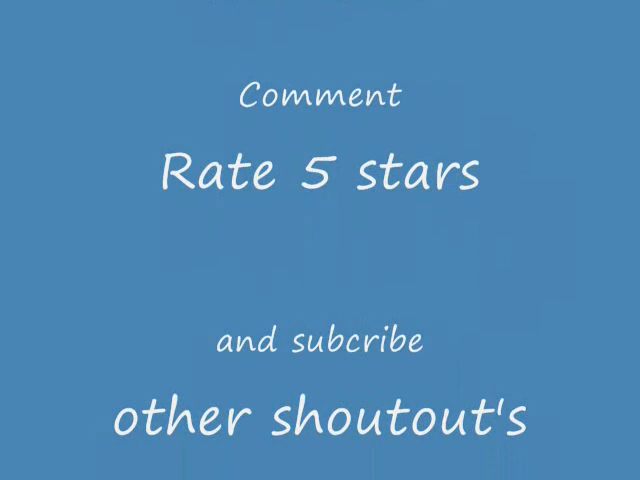 Comment
Rate 5 stars
and subcribe
other shoutout's